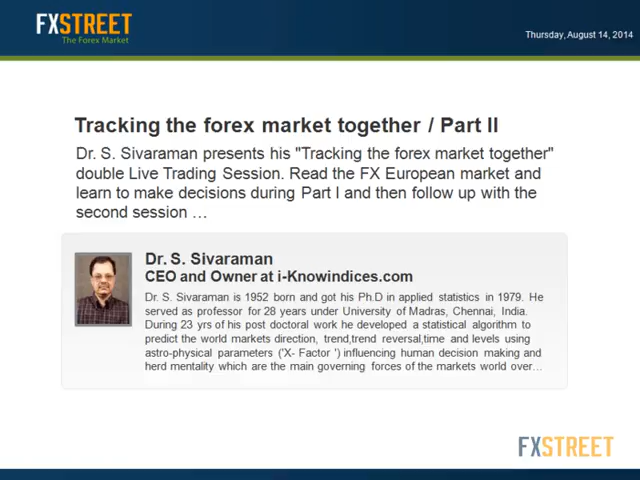 FXSTREET
The Forex Market
Thursday, August 14, 2014
Tracking the forex market together / Part II
Dr. S. Sivaraman presents his "Tracking the forex market together"
double Live Trading Session. Read the FX European market and
learn to make decisions during Part I and then follow up with the
second session …
Dr. S. Sivaraman
CEO and Owner at i-Knowindices.com
Dr. S. Sivaraman is 1952 born and got his Ph.D in applied statistics in 1979. He
served as professor for 28 years under University of Madras, Chennai, India.
During 23 yrs of his post doctoral work he developed a statistical algorithm to
predict the world markets direction, trend,trend reversal,time and levels using
astro-physical parameters ('X- Factor ') influencing human decision making and
herd mentality which are the main governing forces of the markets world over…
FXSTREET